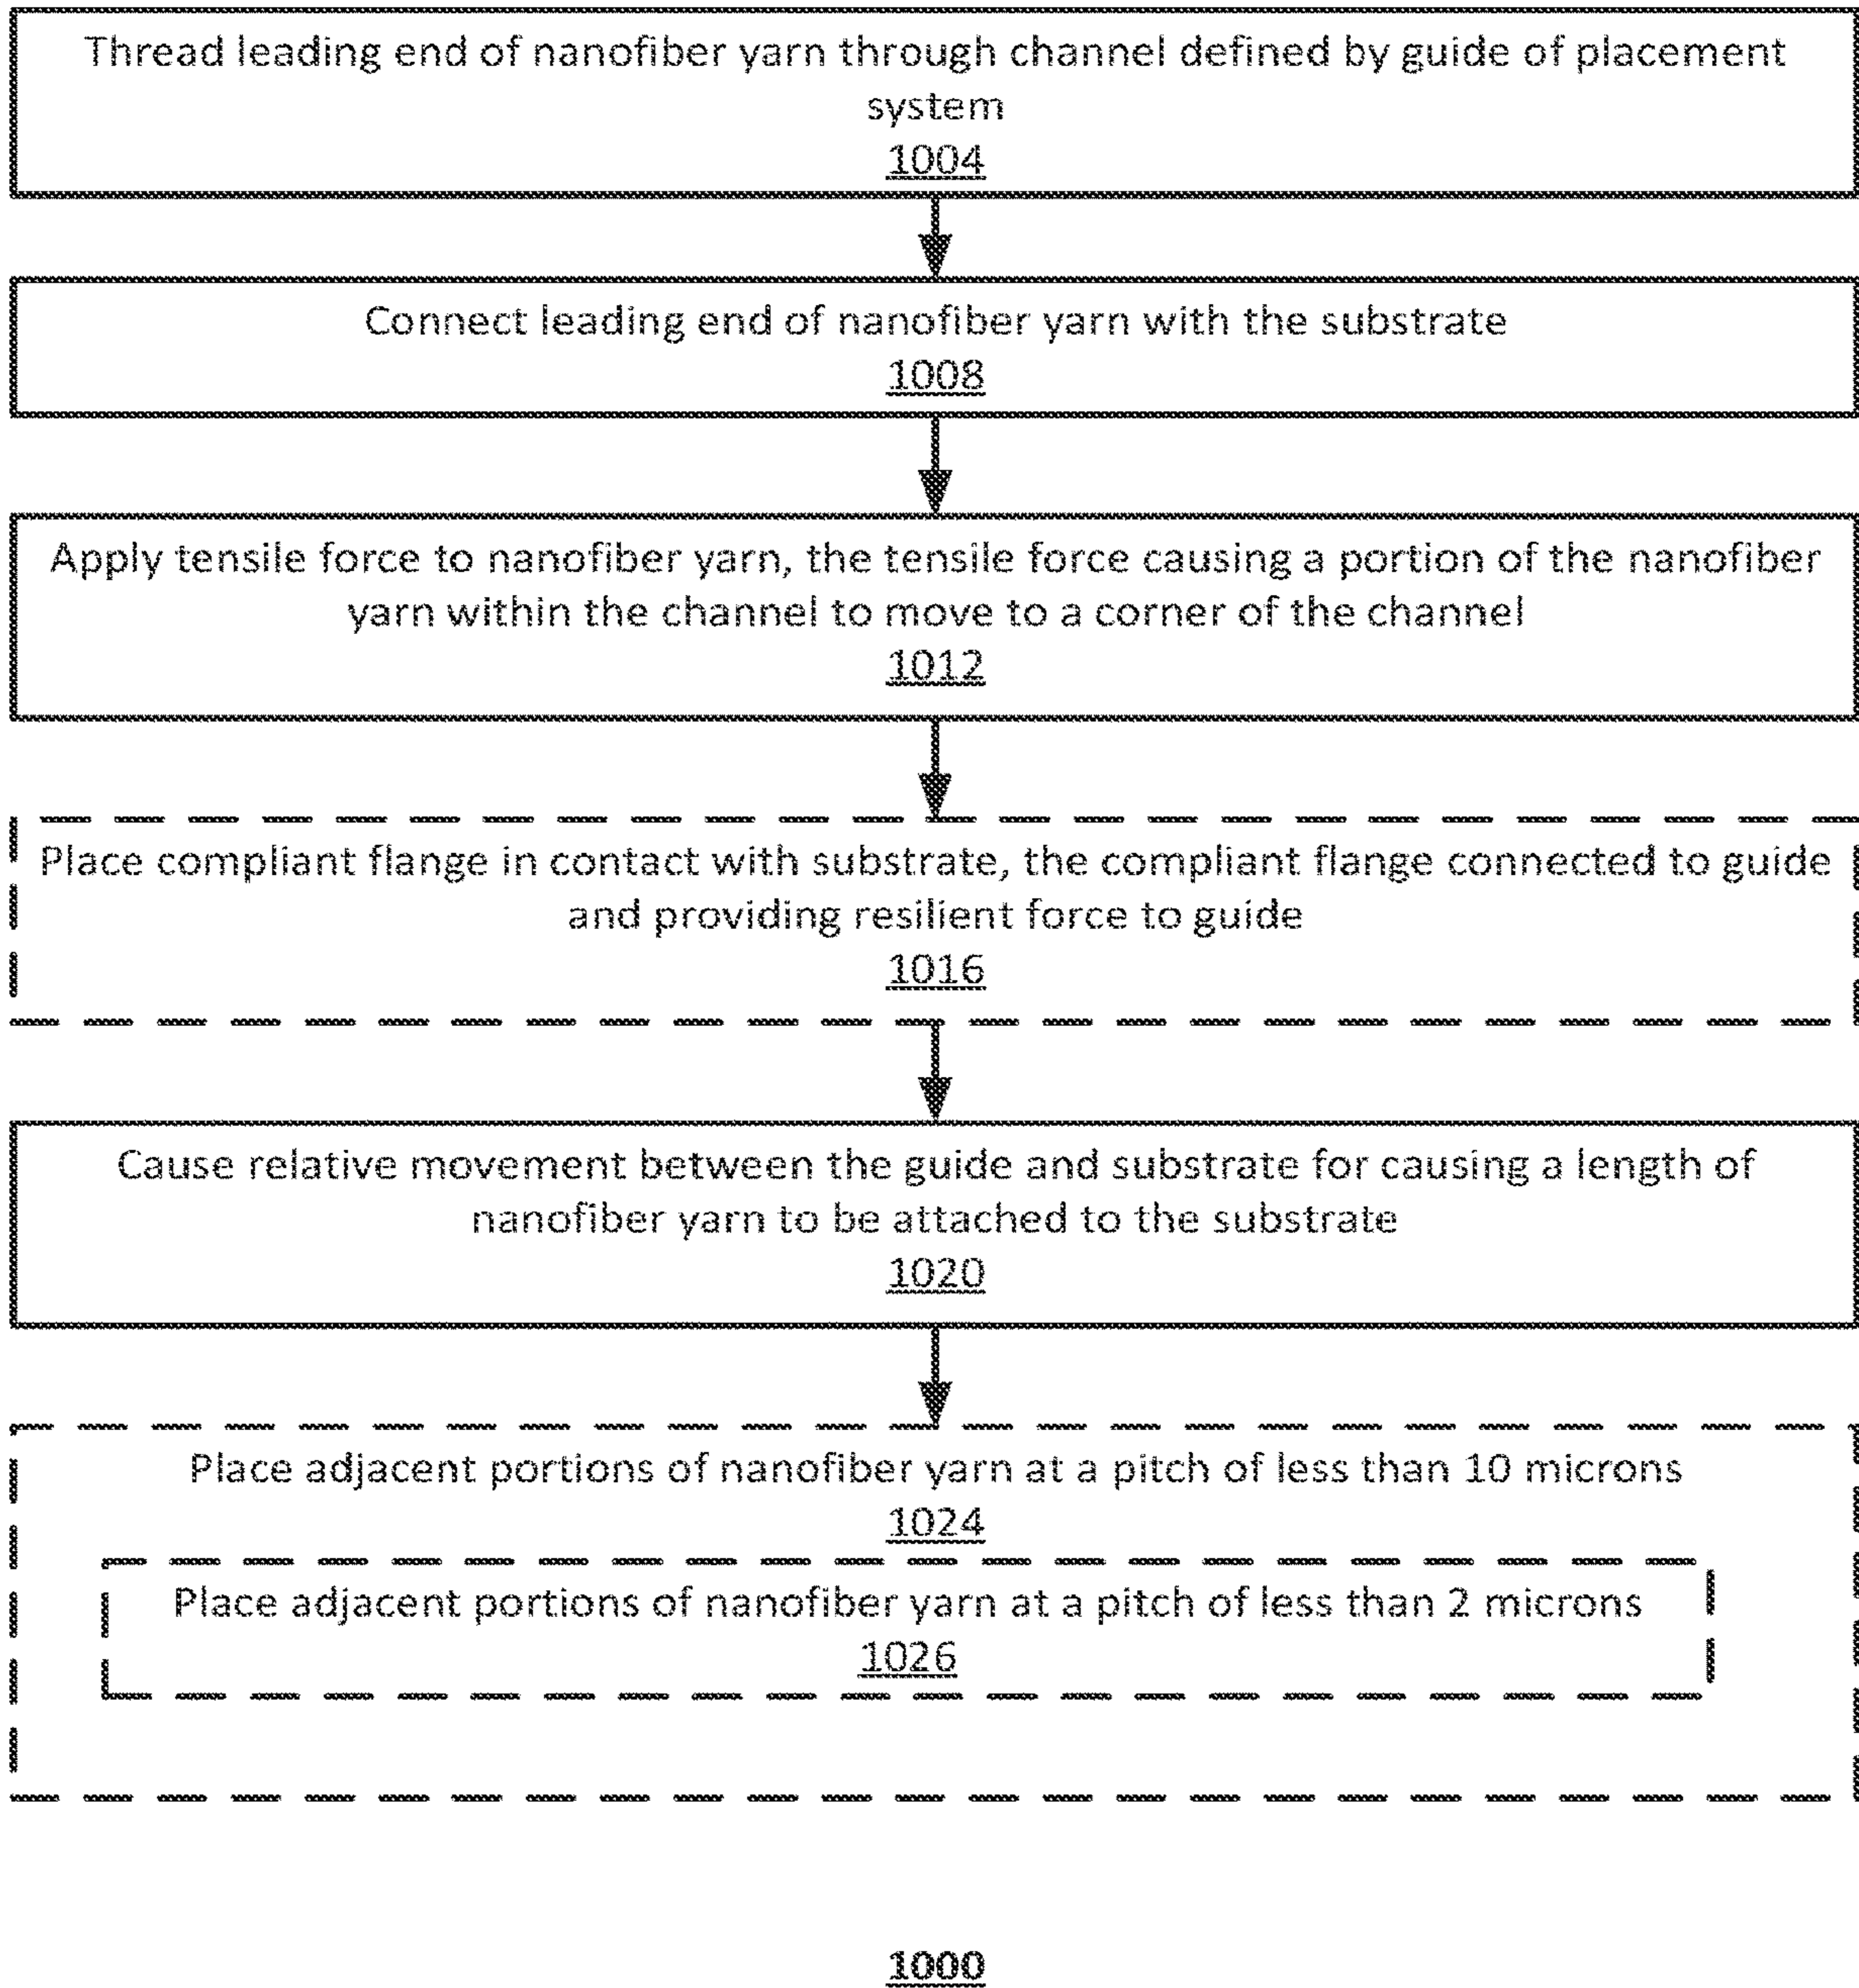 Thread leading end of nanofiber yarn through channel defined by guide of placement
system
1004
Connect leading end of nanofiber yarn with the substrate
1008
Apply tensile force to nanofiber yarn, the tensile force causing a portion of the nanofiber
yarn within the channel to move to a corner of the channel
1012
Place compliant flange in contact with substrate, the compliant flange connected to guide
and providing resilient force to guide
1016
Cause relative movement between the guide and substrate for causing a length of
nanofiber yarn to be attached to the substrate
1020
Place adjacent portions of nanofiber yarn at a pitch of less than 10 microns
1024
Place adjacent portions of nanofiber yarn at a pitch of less than 2 microns
1026
1000